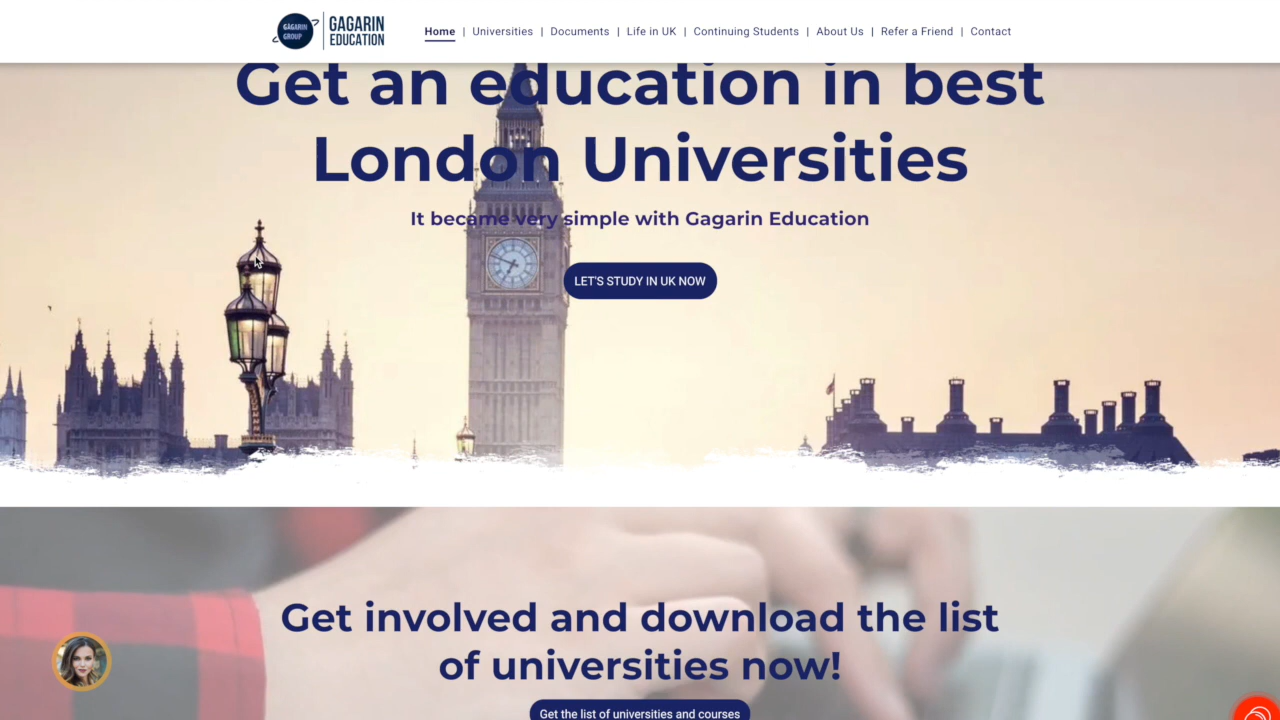 GAGARIN
GROUP
GAGARIN
EDUCATION
Home | Universities | Documents | Life in UK | Continuing Students | About Us | Refer a Friend | Contact
Get an education in best
London Universities
It became very simple with Gagarin Education
LET'S STUDY IN UK NOW
Get involved and download the list
of universities now!
Get the list of universities and courses